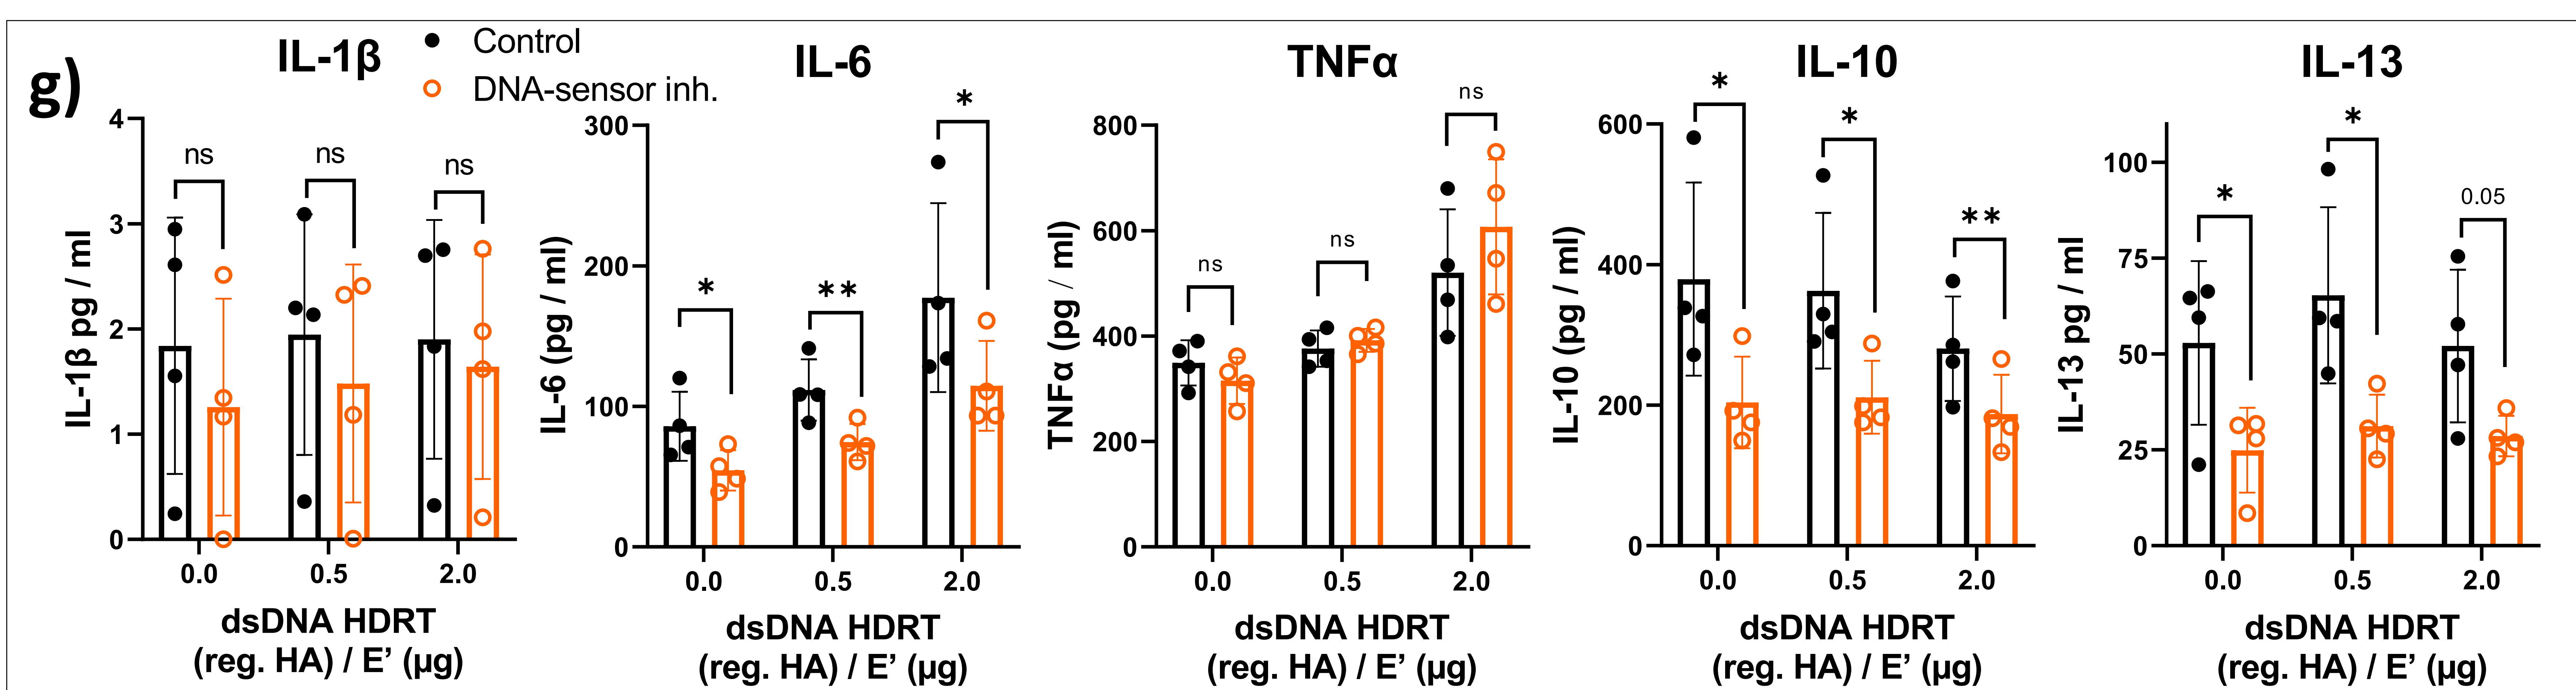 g)
IL-1β
Control
DNA-sensor inh.
IL-6
TNFα
IL-10
IL-13
IL-1β pg / ml
4
3
2
1
0
ns
ns
ns
0.0
0.5
2.0
dsDNA HDRT
(reg. HA) / E’ (µg)
IL-6 (pg / ml)
300
200
100
0
*
**
*
0.0
0.5
2.0
dsDNA HDRT
(reg. HA) / E’ (µg)
TNFα (pg / ml)
800
600
400
200
0
ns
ns
ns
0.0
0.5
2.0
dsDNA HDRT
(reg. HA) / E’ (µg)
IL-10 (pg / ml)
600
400
200
0
*
*
**
0.0
0.5
2.0
dsDNA HDRT
(reg. HA) / E’ (µg)
IL-13 pg / ml
100
75
50
25
0
*
*
0.05
0.0
0.5
2.0
dsDNA HDRT
(reg. HA) / E’ (µg)